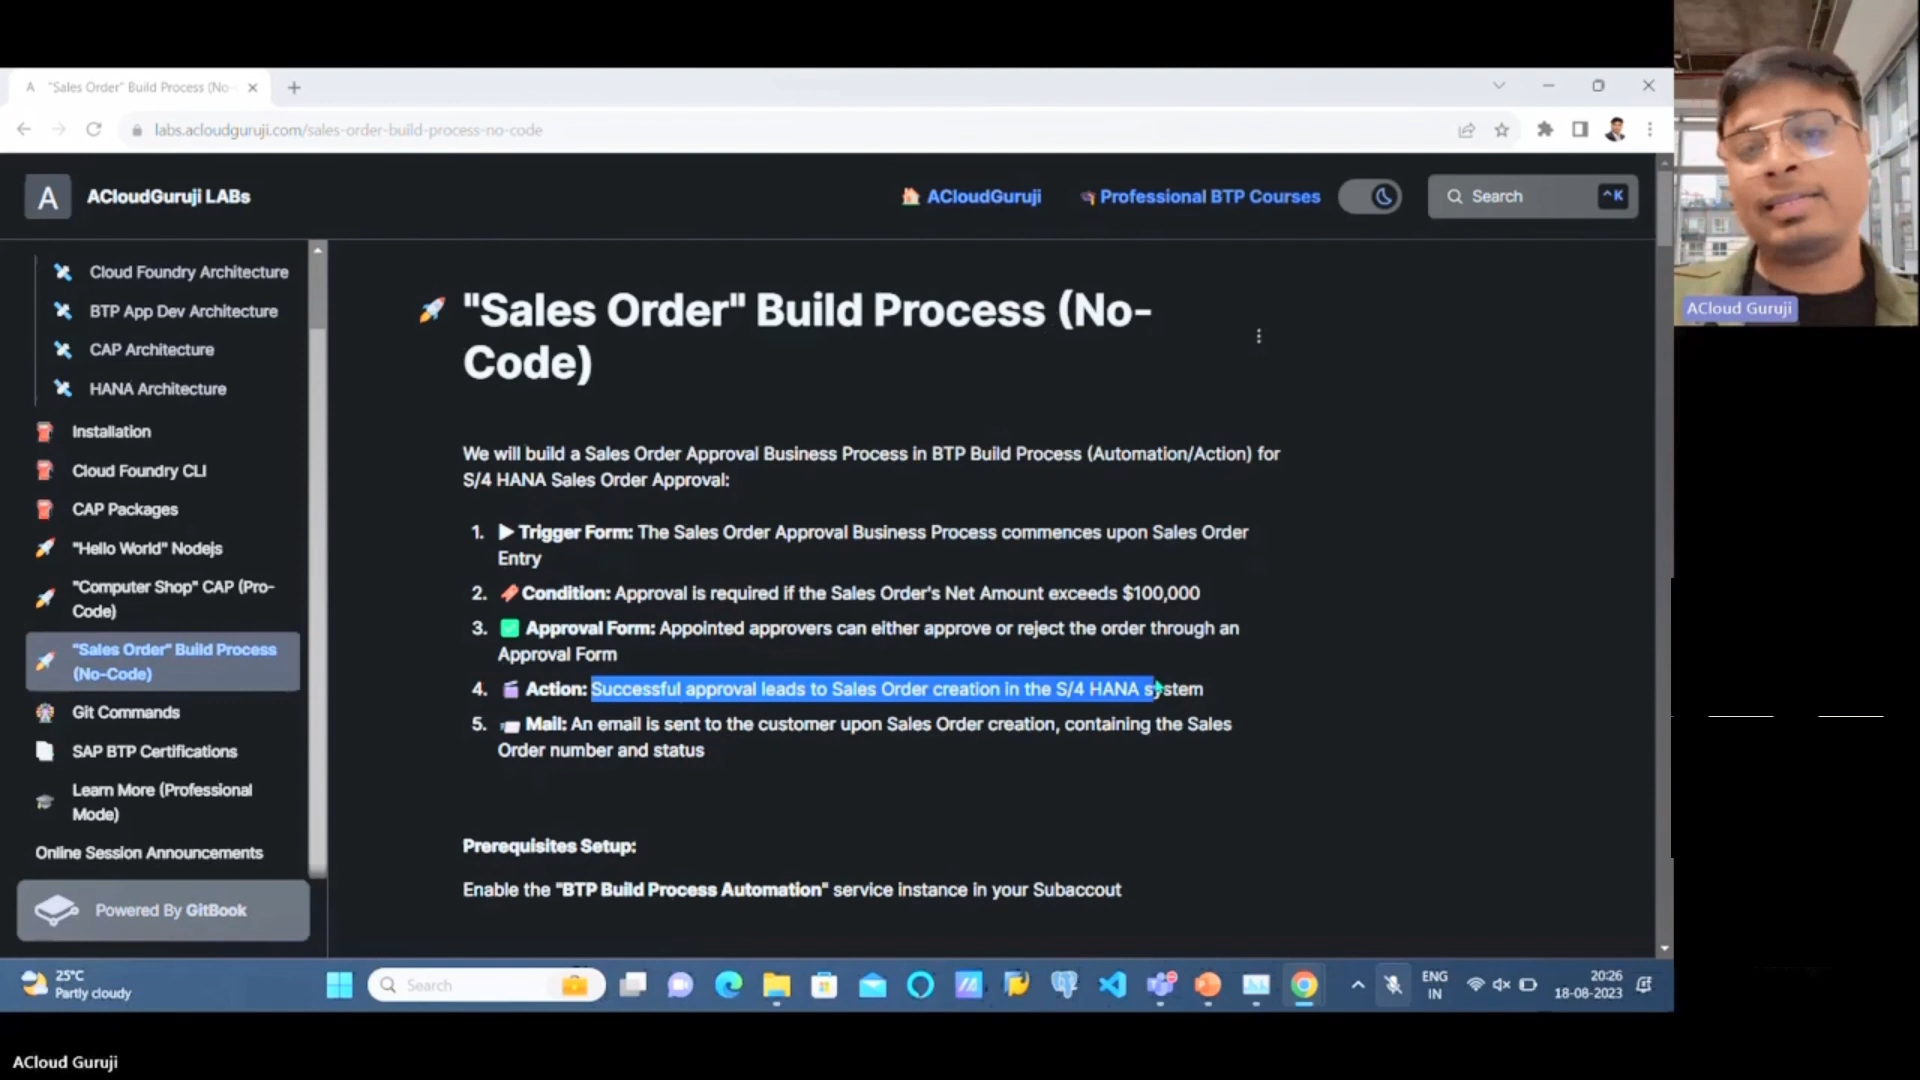 A "Sales Order" Build Process (No-
labs.acloudguruji.com/sales-order-build-process-no-code
A ACloudGuruji LABs
ACloudGuruji
Professional BTP Courses
Search ^K
Cloud Foundry Architecture
BTP App Dev Architecture
CAP Architecture
HANA Architecture
Installation
Cloud Foundry CLI
CAP Packages
"Hello World" Nodejs
"Computer Shop" CAP (Pro-
Code)
"Sales Order" Build Process
(No-Code)
Git Commands
SAP BTP Certifications
Learn More (Professional
Mode)
Online Session Announcements
Powered By GitBook
"Sales Order" Build Process (No-
Code)
We will build a Sales Order Approval Business Process in BTP Build Process (Automation/Action) for
S/4 HANA Sales Order Approval:
1. Trigger Form: The Sales Order Approval Business Process commences upon Sales Order
Entry
2. Condition: Approval is required if the Sales Order's Net Amount exceeds $100,000
3. Approval Form: Appointed approvers can either approve or reject the order through an
Approval Form
4. Action: Successful approval leads to Sales Order creation in the S/4 HANA system
5. Mail: An email is sent to the customer upon Sales Order creation, containing the Sales
Order number and status
Prerequisites Setup:
Enable the "BTP Build Process Automation" service instance in your Subaccout
ACloud Guruji
25°C
Partly cloudy
Search
ENG
IN
20:26
18-08-2023
ACloud Guruji